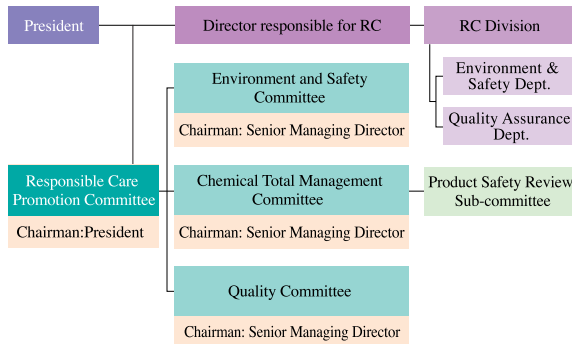 President
Director responsible for RC
RC Division
Environment &
Safety Dept.
Quality Assurance
Dept.
Environment and Safety
Committee
Chairman: Senior Managing Director
Responsible Care
Promotion Committee
Chairman:President
Chemical Total Management
Committee
Chairman: Senior Managing Director
Product Safety Review
Sub-committee
Quality Committee
Chairman: Senior Managing Director